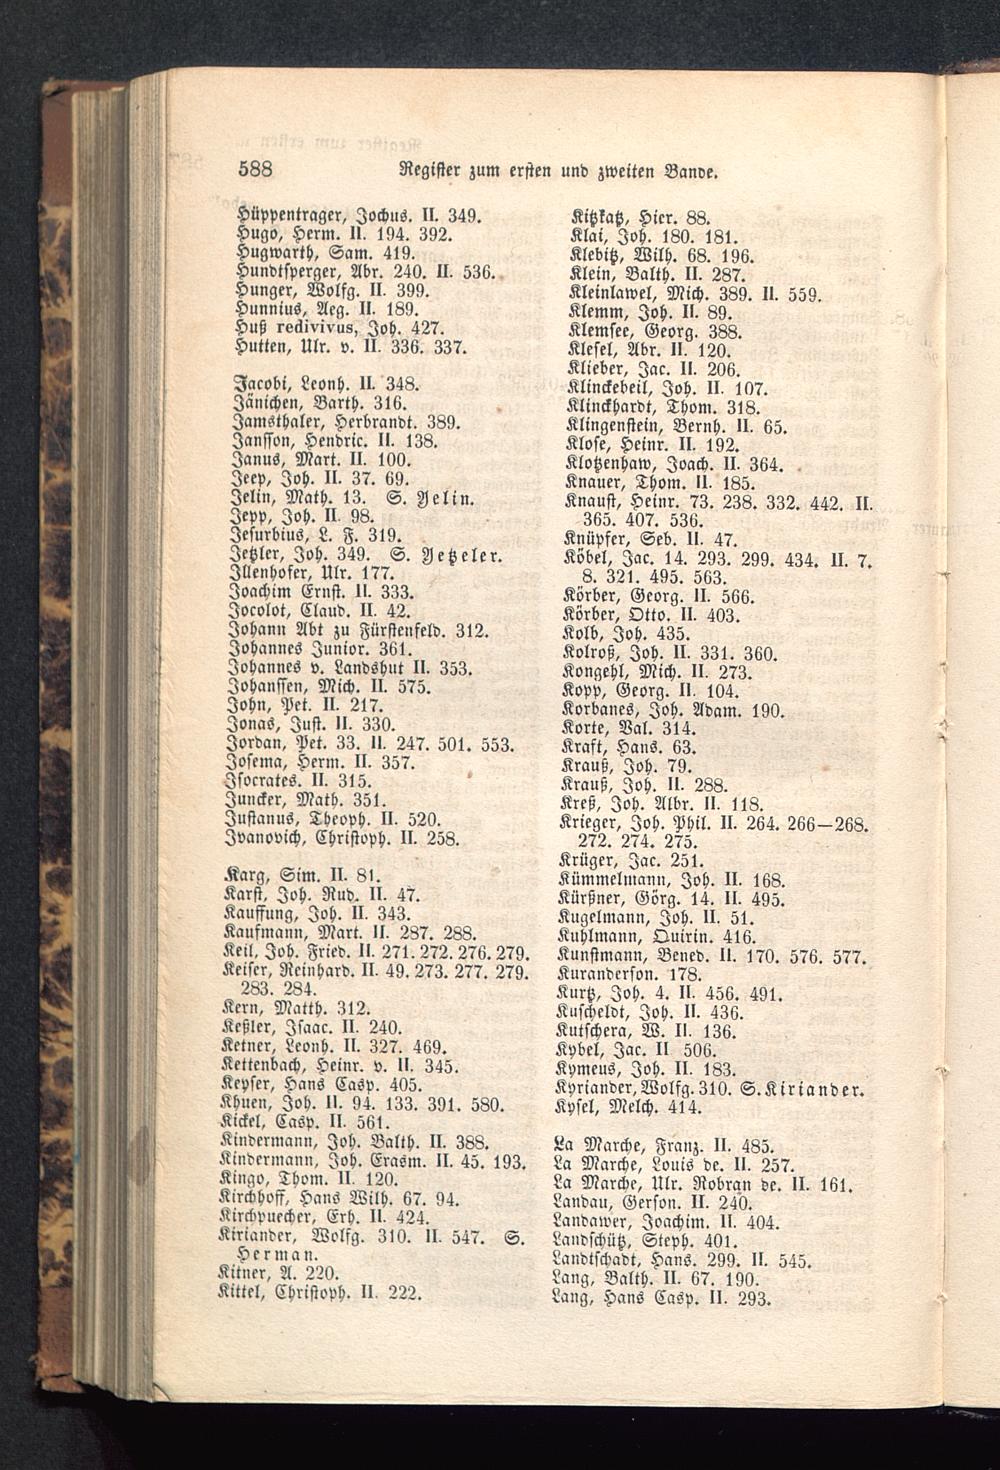 588 Register zum ersten und zweiten Bande.
Hüppentrager, Jochus. II. 349.
Hugo, Herm. II. 194. 392.
Hugwarth, Sam. 419.
Hundtsperger, Abr. 240. II. 536.
Hunger, Wolfg. II. 399.
Hunnius, Aeg. II. 189.
Huß redivivus, Joh. 427.
Hutten, Ulr. v. II. 336. 337.
Jacobi, Leonh. II. 348.
Jänichen, Barth. 316.
Jamsthaler, Herbrandt. 389.
Jansson, Hendric. II. 138.
Janus, Mart. II. 100.
Jeep, Joh. II. 37. 69.
Jelin, Math. 13. S. Yelin.
Jepp, Joh. II. 98.
Jesurbius, L. F. 319.
Jetzler, Joh. 349. S. Yetzeler.
Illenhofer, Ulr. 177.
Joachim Ernst. II. 333.
Jocolot, Claud. II. 42.
Johann Abt zu Fürstenfeld. 312.
Johannes Junior. 361.
Johannes v. Landshut II. 353.
Johanssen, Mich. II. 575.
John, Pet. II. 217.
Jonas, Just. II. 330.
Jordan, Pet. 33. II. 247. 501. 553.
Josema, Herm. II. 357.
Isocrates. II. 315.
Juncker, Math. 351.
Justanus, Theoph. II. 520.
Ivanovich, Christoph. II. 258.
Karg, Sim. II. 81.
Karst, Joh. Rud. II. 47.
Kauffung, Joh. II. 343.
Kaufmann, Mart. II. 287. 288.
Keil, Joh. Fried. II. 271. 272. 276. 279.
Keiser, Reinhard. II. 49. 273. 277. 279.
283. 284.
Kern, Matth. 312.
Keßler, Isaac. II. 240.
Ketner, Leonh. II. 327. 469.
Kettenbach, Heinr. v. II. 345.
Keyser, Hans Casp. 405.
Khuen, Joh. II. 94. 133. 391. 580.
Kickel, Casp. II. 561.
Kindermann, Joh. Balth. II. 388.
Kindermann, Joh. Erasm. II. 45. 193.
Kingo, Thom. II. 120.
Kirchhoff, Hans Wilh. 67. 94.
Kirchpuecher, Erh. II. 424.
Kiriander, Wolfg. 310. II. 547. S.
Herman.
Kitner, A. 220.
Kittel, Christoph. II. 222.
Kitzkatz, Hier. 88.
Klai, Joh. 180. 181.
Klebitz, Wilh. 68. 196.
Klein, Balth. II. 287.
Kleinlawel, Mich. 389. II. 559.
Klemm, Joh. II. 89.
Klemsee, Georg. 388.
Klesel, Abr. II. 120.
Klieber, Jac. II. 206.
Klinckebeil, Joh. II. 107.
Klinckhardt, Thom. 318.
Klingenstein, Bernh. II. 65.
Klose, Heinr. II. 192.
Klotzenhaw, Joach. II. 364.
Knauer, Thom. II. 185.
Knaust, Heinr. 73. 238. 332. 442. II.
365. 407. 536.
Knüpfer, Seb. II. 47.
Köbel, Jac. 14. 293. 299. 434. II. 7.
8. 321. 495. 563.
Körber, Georg. II. 566.
Körber, Otto. II. 403.
Kolb, Joh. 435.
Kolroß, Joh. II. 331. 360.
Kongehl, Mich. II. 273.
Kopp, Georg. II. 104.
Korbanes, Joh. Adam. 190.
Korte, Val. 314.
Kraft, Hans. 63.
Krauß, Joh. 79.
Krauß, Joh. II. 288.
Kreß, Joh. Albr. II. 118.
Krieger, Joh. Phil. II. 264. 266—268.
272. 274. 275.
Krüger, Jac. 251.
Kümmelmann, Joh. II. 168.
Kürßner, Görg. 14. II. 495.
Kugelmann, Joh. II. 51.
Kuhlmann, Quirin. 416.
Kunstmann, Bened. II. 170. 576. 577.
Kuranderson. 178.
Kurtz, Joh. 4. II. 456. 491.
Kuscheldt, Joh. II. 436.
Kutschera, W. II. 136.
Kybel, Jac. II 506.
Kymeus, Joh. II. 183.
Kyriander, Wolfg. 310. S. Kiriander.
Kysel, Melch. 414.
La Marche, Franz. II. 485.
La Marche, Louis de. II. 257.
La Marche, Ulr. Robran de. II. 161.
Landau, Gerson. II. 240.
Landawer, Joachim. II. 404.
Landschütz, Steph. 401.
Landtschadt, Hans. 299. II. 545.
Lang, Balth. II. 67. 190.
Lang, Hans Casp. II. 293.